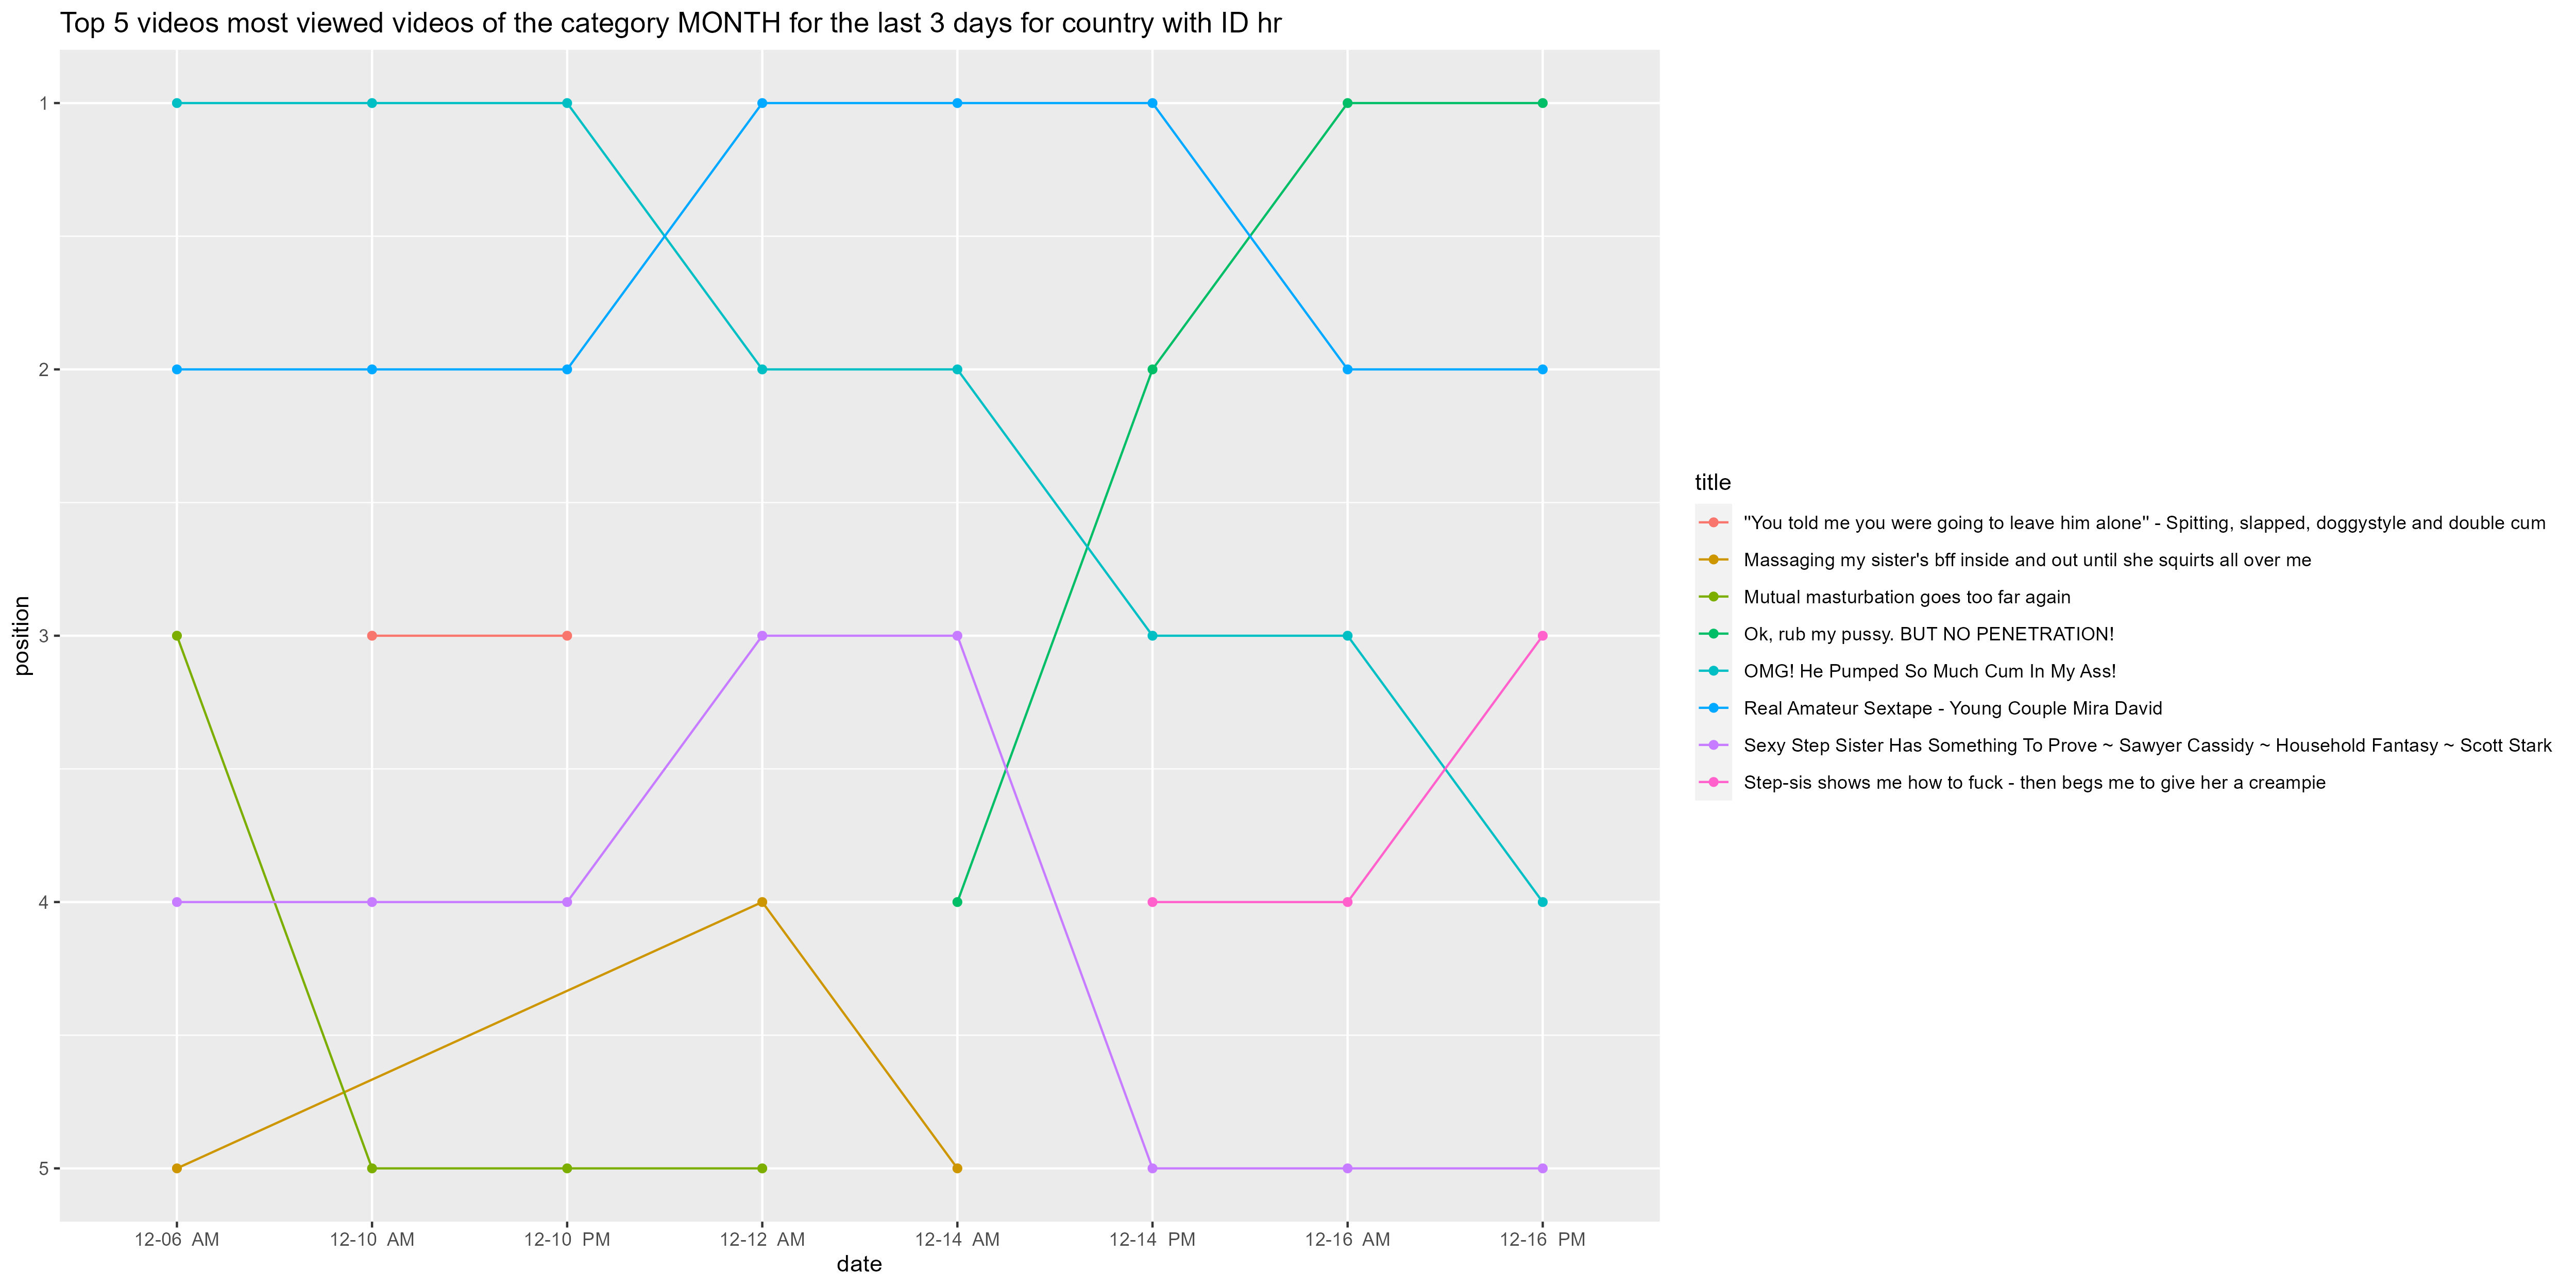 Top 5 videos most viewed videos of the category MONTH for the last 3 days for country with ID hr
1
2
3
4
5
position
12-06 AM
12-10 AM
12-10 PM
12-12 AM
12-14 AM
12-14 PM
12-16 AM
12-16 PM
date
title
"You told me you were going to leave him alone" - Spitting, slapped, doggystyle and double cum
Massaging my sister's bff inside and out until she squirts all over me
Mutual masturbation goes too far again
Ok, rub my pussy. BUT NO PENETRATION!
OMG! He Pumped So Much Cum In My Ass!
Real Amateur Sextape - Young Couple Mira David
Sexy Step Sister Has Something To Prove ~ Sawyer Cassidy ~ Household Fantasy ~ Scott Stark
Step-sis shows me how to fuck - then begs me to give her a creampie